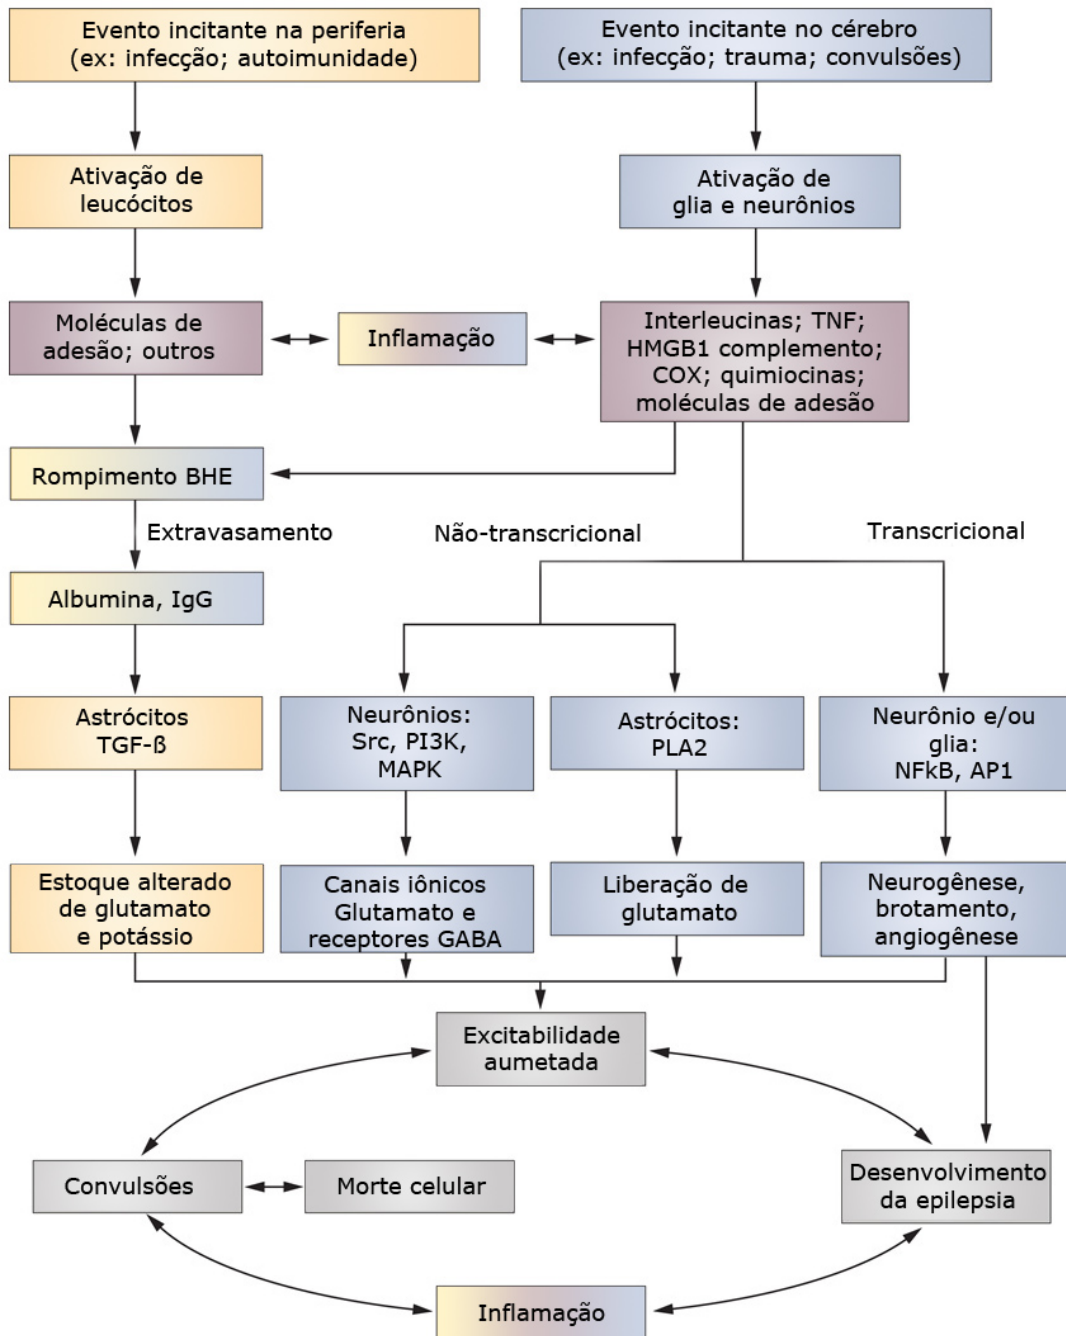 Evento incitante na periferia
(ex: infecção; autoimunidade)
Evento incitante no cérebro
(ex: infecção; trauma; convulsões)
Ativação de
leucócitos
Ativação de
glia e neurônios
Moléculas de
adesão; outros
Inflamação
Interleucinas; TNF;
HMGB1 complemento;
COX; quimiocinas;
moléculas de adesão
Rompimento BHE
Extravasamento
Não-transcricional
Transcricional
Albumina, IgG
Astrócitos
TGF-ß
Neurônios:
Src, PI3K,
MAPK
Astrócitos:
PLA2
Neurônio e/ou
glia:
NFkB, AP1
Estoque alterado
de glutamato
e potássio
Canais iônicos
Glutamato e
receptores GABA
Liberação de
glutamato
Neurogênese,
brotamento,
angiogênese
Excitabilidade
aumetada
Convulsões
Morte celular
Desenvolvimento
da epilepsia
Inflamação